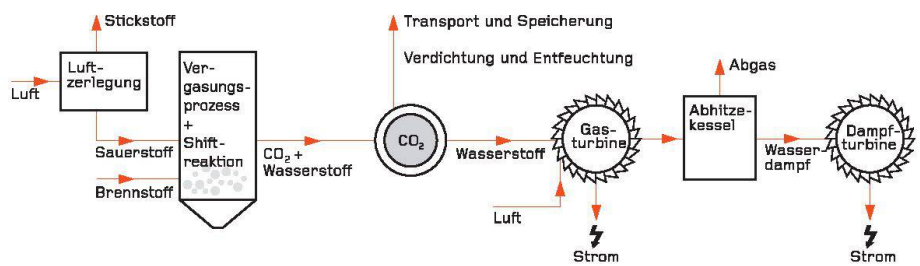 Stickstoff
Luft-
zerlegung
Luft
Sauerstoff
Brennstoff
Ver-
gasungs-
prozess
+
Shift-
reaktion
CO₂ +
Wasserstoff
Transport und Speicherung
Verdichtung und Entfeuchtung
CO₂
Wasserstoff
Luft
Gas-
turbine
Strom
Abgas
Abhitze-
kessel
Wasser-
dampf
Dampf-
turbine
Strom